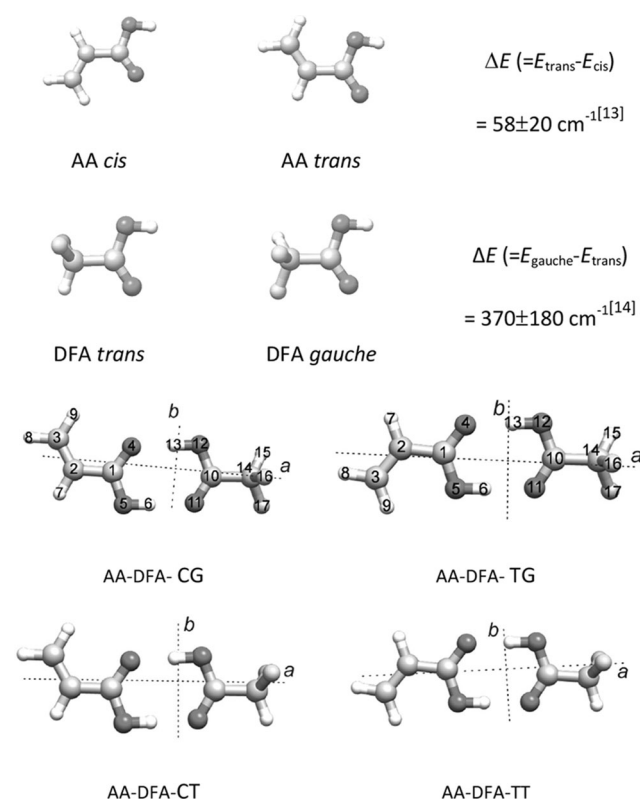 ΔE (=Etrans-Ecis)
= 58±20 cm-1[13]
AA cis
AA trans
ΔE (=Egauche-Etrans)
= 370±180 cm-1[14]
DFA trans
DFA gauche
9
8
3
4
2
1
7
5
6
b
13
12
15
14
16
a
10
11
17
7
4
2
1
8
3
5
6
9
b
13
12
15
10
14
16
a
11
17
AA-DFA- CG
AA-DFA- TG
b
a
b
a
AA-DFA-CT
AA-DFA-TT